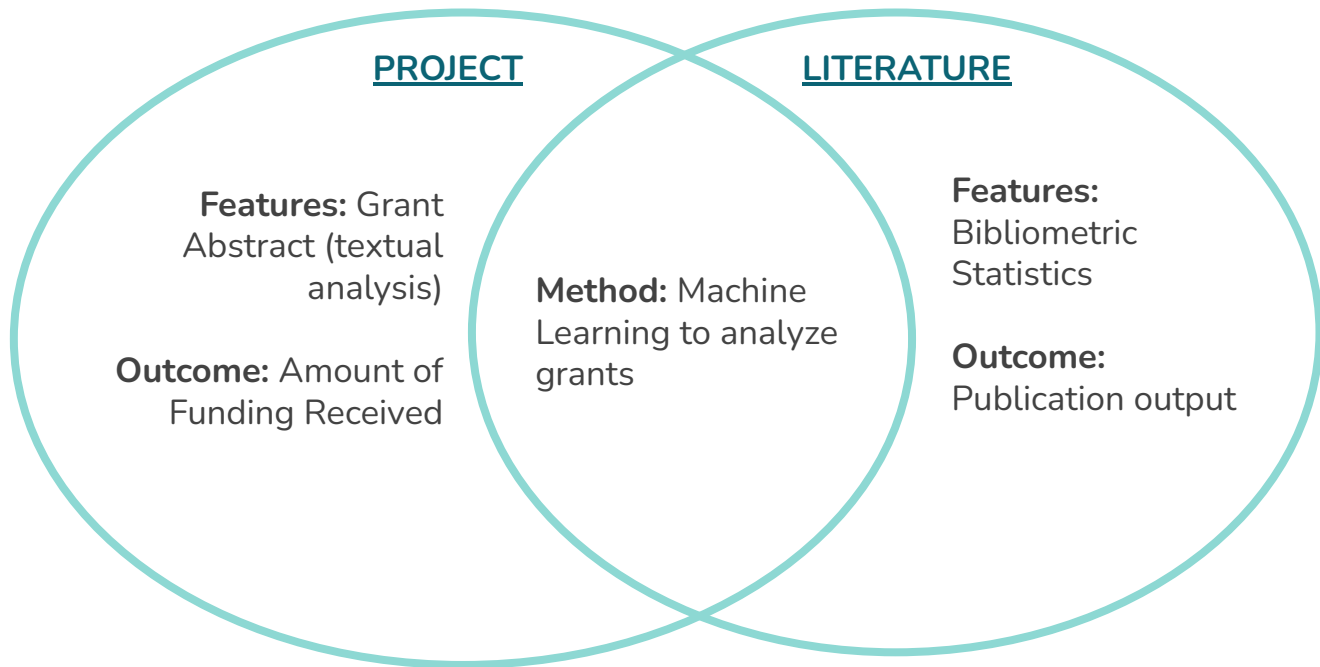 PROJECT
LITERATURE
Features: Grant
Abstract (textual
analysis)
Outcome: Amount of
Funding Received
Method: Machine
Learning to analyze
grants
Features:
Bibliometric
Statistics
Outcome:
Publication output